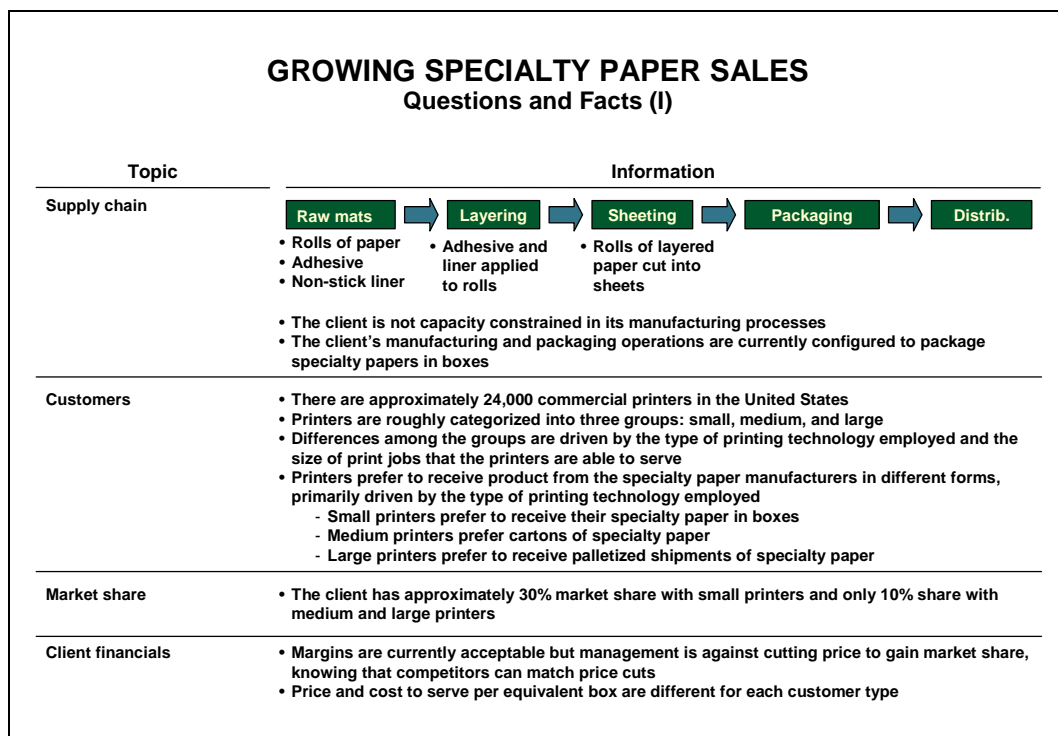 GROWING SPECIALTY PAPER SALES
Questions and Facts (I)
Topic
Information
Supply chain
Raw mats
Layering
Sheeting
Packaging
Distrib.
• Rolls of paper
• Adhesive
• Non-stick liner
• Adhesive and
liner applied
to rolls
• Rolls of layered
paper cut into
sheets
• The client is not capacity constrained in its manufacturing processes
• The client's manufacturing and packaging operations are currently configured to package
specialty papers in boxes
Customers
• There are approximately 24,000 commercial printers in the United States
• Printers are roughly categorized into three groups: small, medium, and large
• Differences among the groups are driven by the type of printing technology employed and the
size of print jobs that the printers are able to serve
• Printers prefer to receive product from the specialty paper manufacturers in different forms,
primarily driven by the type of printing technology employed
- Small printers prefer to receive their specialty paper in boxes
- Medium printers prefer cartons of specialty paper
- Large printers prefer to receive palletized shipments of specialty paper
Market share
• The client has approximately 30% market share with small printers and only 10% share with
medium and large printers
Client financials
• Margins are currently acceptable but management is against cutting price to gain market share,
knowing that competitors can match price cuts
• Price and cost to serve per equivalent box are different for each customer type